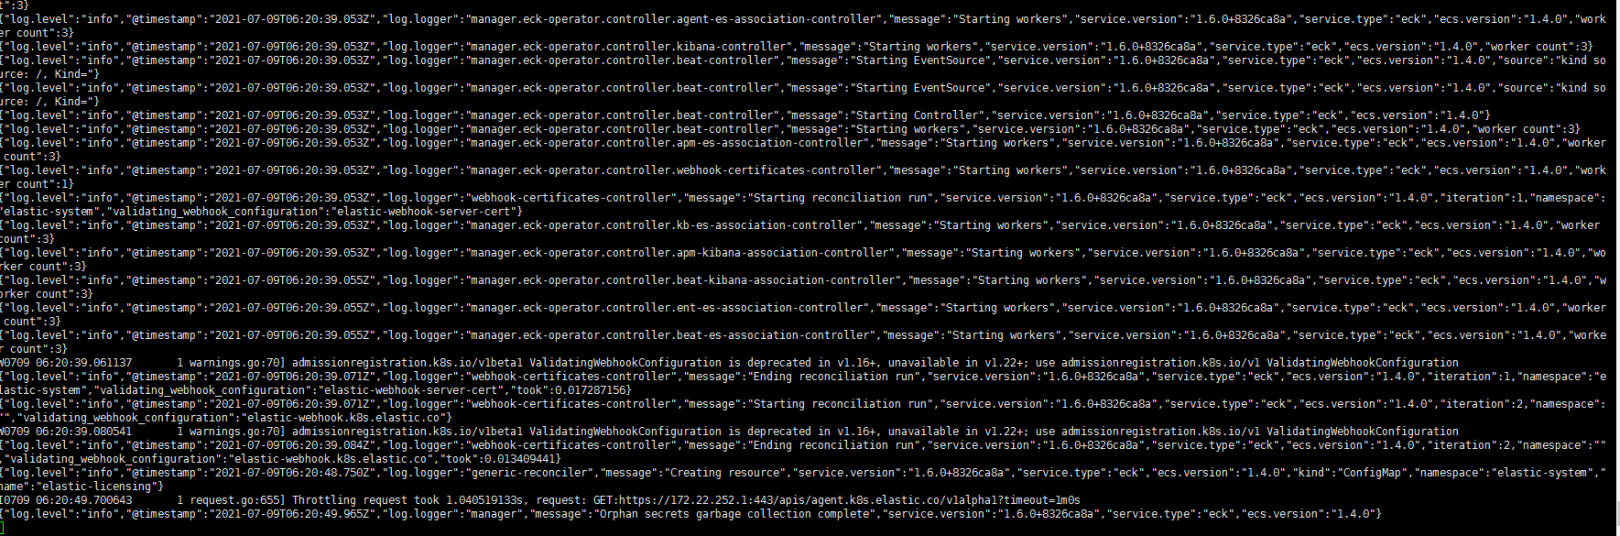 t":3}
{"log.level":"info","@timestamp":"2021-07-09T06:20:39.053Z","log.logger":"manager.eck-operator.controller.agent-es-association-controller","message":"Starting workers","service.version":"1.6.0+8326ca8a","service.type":"eck","ecs.version":"1.4.0","work
er count":3}
{"log.level":"info","@timestamp":"2021-07-09T06:20:39.053Z","log.logger":"manager.eck-operator.controller.kibana-controller","message":"Starting workers","service.version":"1.6.0+8326ca8a","service.type":"eck","ecs.version":"1.4.0","worker count":3}
{"log.level":"info","@timestamp":"2021-07-09T06:20:39.053Z","log.logger":"manager.eck-operator.controller.beat-controller","message":"Starting EventSource","service.version":"1.6.0+8326ca8a","service.type":"eck","ecs.version":"1.4.0","source":"kind so
urce: /, Kind="}
{"log.level":"info","@timestamp":"2021-07-09T06:20:39.053Z","log.logger":"manager.eck-operator.controller.beat-controller","message":"Starting EventSource","service.version":"1.6.0+8326ca8a","service.type":"eck","ecs.version":"1.4.0","source":"kind so
urce: /, Kind="}
{"log.level":"info","@timestamp":"2021-07-09T06:20:39.053Z","log.logger":"manager.eck-operator.controller.beat-controller","message":"Starting Controller","service.version":"1.6.0+8326ca8a","service.type":"eck","ecs.version":"1.4.0"}
{"log.level":"info","@timestamp":"2021-07-09T06:20:39.053Z","log.logger":"manager.eck-operator.controller.beat-controller","message":"Starting workers","service.version":"1.6.0+8326ca8a","service.type":"eck","ecs.version":"1.4.0","worker count":3}
{"log.level":"info","@timestamp":"2021-07-09T06:20:39.053Z","log.logger":"manager.eck-operator.controller.apm-es-association-controller","message":"Starting workers","service.version":"1.6.0+8326ca8a","service.type":"eck","ecs.version":"1.4.0","worker
 count":3}
{"log.level":"info","@timestamp":"2021-07-09T06:20:39.053Z","log.logger":"manager.eck-operator.controller.webhook-certificates-controller","message":"Starting workers","service.version":"1.6.0+8326ca8a","service.type":"eck","ecs.version":"1.4.0","work
er count":1}
{"log.level":"info","@timestamp":"2021-07-09T06:20:39.053Z","log.logger":"webhook-certificates-controller","message":"Starting reconciliation run","service.version":"1.6.0+8326ca8a","service.type":"eck","ecs.version":"1.4.0","iteration":1,"namespace":
"elastic-system","validating_webhook_configuration":"elastic-webhook-server-cert"}
{"log.level":"info","@timestamp":"2021-07-09T06:20:39.053Z","log.logger":"manager.eck-operator.controller.kb-es-association-controller","message":"Starting workers","service.version":"1.6.0+8326ca8a","service.type":"eck","ecs.version":"1.4.0","worker
count":3}
{"log.level":"info","@timestamp":"2021-07-09T06:20:39.053Z","log.logger":"manager.eck-operator.controller.apm-kibana-association-controller","message":"Starting workers","service.version":"1.6.0+8326ca8a","service.type":"eck","ecs.version":"1.4.0","wo
rker count":3}
{"log.level":"info","@timestamp":"2021-07-09T06:20:39.055Z","log.logger":"manager.eck-operator.controller.beat-kibana-association-controller","message":"Starting workers","service.version":"1.6.0+8326ca8a","service.type":"eck","ecs.version":"1.4.0","w
orker count":3}
{"log.level":"info","@timestamp":"2021-07-09T06:20:39.055Z","log.logger":"manager.eck-operator.controller.ent-es-association-controller","message":"Starting workers","service.version":"1.6.0+8326ca8a","service.type":"eck","ecs.version":"1.4.0","worker
 count":3}
{"log.level":"info","@timestamp":"2021-07-09T06:20:39.055Z","log.logger":"manager.eck-operator.controller.beat-es-association-controller","message":"Starting workers","service.version":"1.6.0+8326ca8a","service.type":"eck","ecs.version":"1.4.0","worke
r count":3}
W0709 06:20:39.061137       1 warnings.go:70] admissionregistration.k8s.io/v1beta1 ValidatingWebhookConfiguration is deprecated in v1.16+, unavailable in v1.22+; use admissionregistration.k8s.io/v1 ValidatingWebhookConfiguration
{"log.level":"info","@timestamp":"2021-07-09T06:20:39.071Z","log.logger":"webhook-certificates-controller","message":"Ending reconciliation run","service.version":"1.6.0+8326ca8a","service.type":"eck","ecs.version":"1.4.0","iteration":1,"namespace":"e
lastic-system","validating_webhook_configuration":"elastic-webhook-server-cert","took":0.017287156}
{"log.level":"info","@timestamp":"2021-07-09T06:20:39.071Z","log.logger":"webhook-certificates-controller","message":"Starting reconciliation run","service.version":"1.6.0+8326ca8a","service.type":"eck","ecs.version":"1.4.0","iteration":2,"namespace":
"","validating_webhook_configuration":"elastic-webhook.k8s.elastic.co"}
W0709 06:20:39.080541       1 warnings.go:70] admissionregistration.k8s.io/v1beta1 ValidatingWebhookConfiguration is deprecated in v1.16+, unavailable in v1.22+; use admissionregistration.k8s.io/v1 ValidatingWebhookConfiguration
{"log.level":"info","@timestamp":"2021-07-09T06:20:39.084Z","log.logger":"webhook-certificates-controller","message":"Ending reconciliation run","service.version":"1.6.0+8326ca8a","service.type":"eck","ecs.version":"1.4.0","iteration":2,"namespace":""
,"validating_webhook_configuration":"elastic-webhook.k8s.elastic.co","took":0.013409441}
{"log.level":"info","@timestamp":"2021-07-09T06:20:48.750Z","log.logger":"generic-reconciler","message":"Creating resource","service.version":"1.6.0+8326ca8a","service.type":"eck","ecs.version":"1.4.0","kind":"ConfigMap","namespace":"elastic-system","
name":"elastic-licensing"}
I0709 06:20:49.700643       1 request.go:655] Throttling request took 1.040519133s, request: GET:https://172.22.252.1:443/apis/agent.k8s.elastic.co/v1alpha1?timeout=1m0s
{"log.level":"info","@timestamp":"2021-07-09T06:20:49.965Z","log.logger":"manager","message":"Orphan secrets garbage collection complete","service.version":"1.6.0+8326ca8a","service.type":"eck","ecs.version":"1.4.0"}